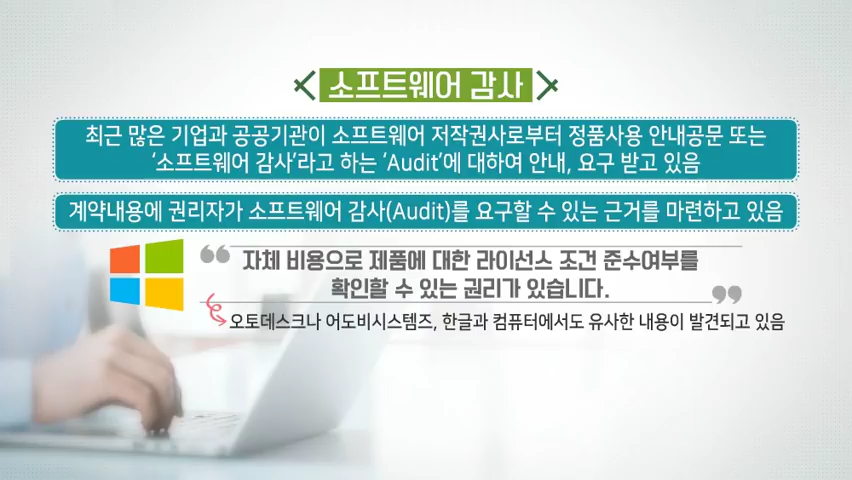 소프트웨어 감사
최근 많은 기업과 공공기관이 소프트웨어 저작권사로부터 정품사용 안내공문 또는
‘소프트웨어 감사’라고 하는 ‘Audit’에 대하여 안내, 요구 받고 있음
계약내용에 권리자가 소프트웨어 감사(Audit)를 요구할 수 있는 근거를 마련하고 있음
“자체 비용으로 제품에 대한 라이선스 조건 준수여부를
확인할 수 있는 권리가 있습니다.”
오토데스크나 어도비시스템즈, 한글과 컴퓨터에서도 유사한 내용이 발견되고 있음